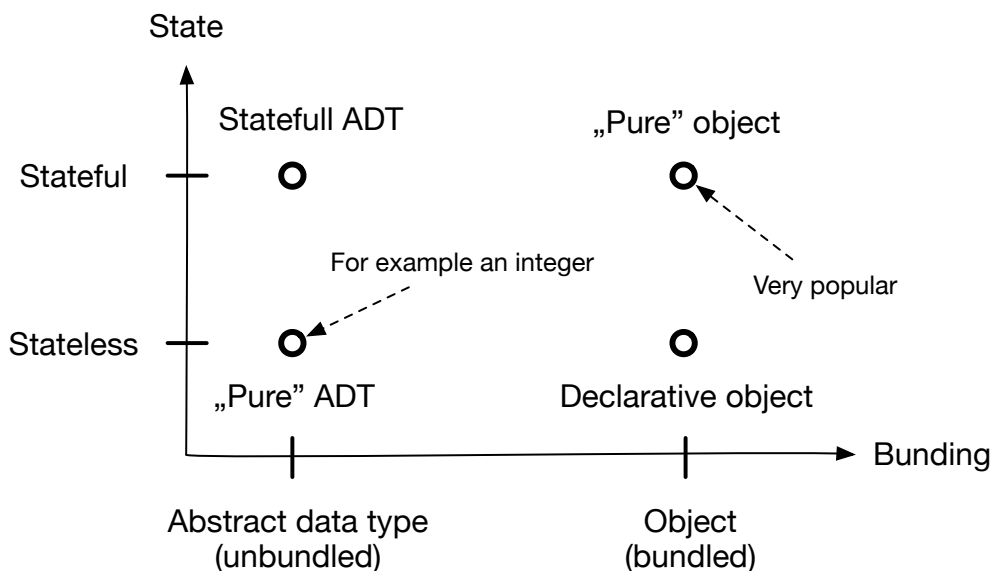 State
Statefull ADT
„Pure” object
Stateful
For example an integer
Very popular
Stateless
„Pure” ADT
Declarative object
Bunding
Abstract data type
(unbundled)
Object
(bundled)